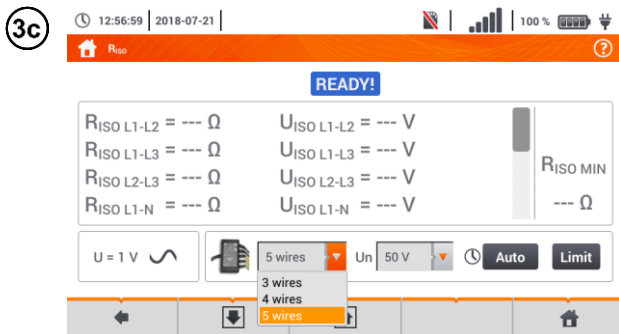 3c
12:56:59 2018-07-21 100 %
RISO ?
READY!
RISO L1-L2 = --- Ω UISO L1-L2 = --- V
RISO L1-L3 = --- Ω UISO L1-L3 = --- V
RISO L2-L3 = --- Ω UISO L2-L3 = --- V
RISO L1-N = --- Ω UISO L1-N = --- V
RISO MIN
--- Ω
U = 1 V 5 wires Un 50 V Auto Limit
3 wires
4 wires
5 wires